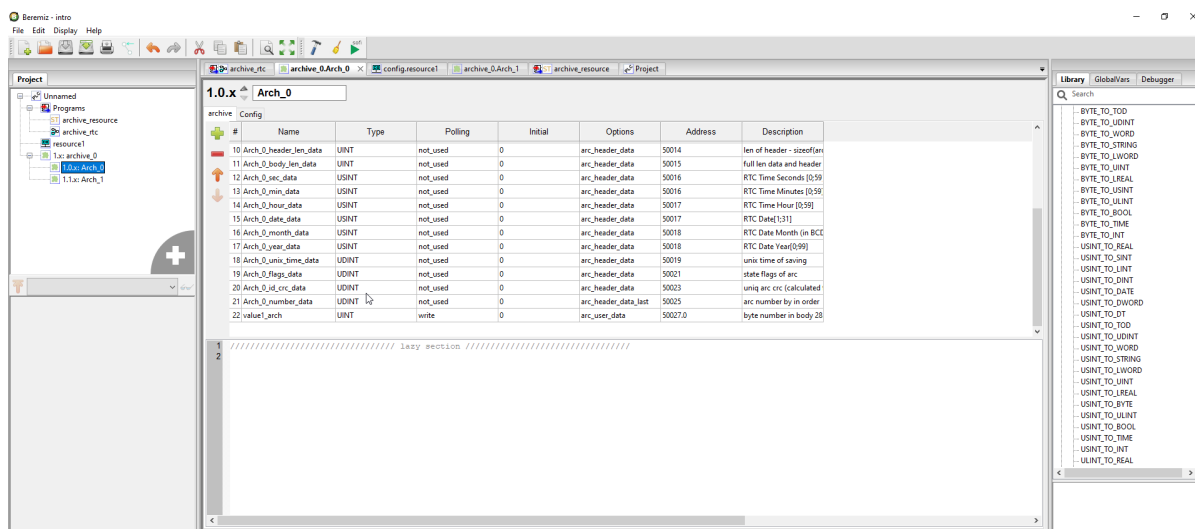 Beremiz - intro
File Edit Display Help
Project
Unnamed
Programs
archive_resource
archive_rtc
resource1
1.x: archive_0
1.0.x: Arch_0
1.1.x: Arch_1
archive_rtc archive_0.Arch_0 config.resource1 archive_0.Arch_1 archive_resource Project
1.0.x Arch_0
archive Config
# Name Type Polling Initial Options Address Description
10 Arch_0_header_len_data UINT not_used 0 arc_header_data 50014 len of header - sizeof(arc
11 Arch_0_body_len_data UINT not_used 0 arc_header_data 50015 full len data and header
12 Arch_0_sec_data USINT not_used 0 arc_header_data 50016 RTC Time Seconds [0;59
13 Arch_0_min_data USINT not_used 0 arc_header_data 50016 RTC Time Minutes [0;59
14 Arch_0_hour_data USINT not_used 0 arc_header_data 50017 RTC Time Hour [0;59]
15 Arch_0_date_data USINT not_used 0 arc_header_data 50017 RTC Date[1;31]
16 Arch_0_month_data USINT not_used 0 arc_header_data 50018 RTC Date Month (in BCD
17 Arch_0_year_data USINT not_used 0 arc_header_data 50018 RTC Date Year[0;99]
18 Arch_0_unix_time_data UDINT not_used 0 arc_header_data 50019 unix time of saving
19 Arch_0_flags_data UDINT not_used 0 arc_header_data 50021 state flags of arc
20 Arch_0_id_crc_data UDINT not_used 0 arc_header_data 50023 uniq arc crc (calculated
21 Arch_0_number_data UDINT not_used 0 arc_header_data_last 50025 arc number by in order
22 value1_arch UINT write 0 arc_user_data 50027.0 byte number in body 28
1 ///////////////////////////////// lazy section /////////////////////////////////
2
Library GlobalVars Debugger
Search
BYTE_TO_TOD
BYTE_TO_UDINT
BYTE_TO_WORD
BYTE_TO_STRING
BYTE_TO_LWORD
BYTE_TO_UINT
BYTE_TO_LREAL
BYTE_TO_USINT
BYTE_TO_ULINT
BYTE_TO_BOOL
BYTE_TO_TIME
BYTE_TO_INT
USINT_TO_REAL
USINT_TO_SINT
USINT_TO_LINT
USINT_TO_DINT
USINT_TO_DATE
USINT_TO_DWORD
USINT_TO_DT
USINT_TO_TOD
USINT_TO_UDINT
USINT_TO_WORD
USINT_TO_STRING
USINT_TO_LWORD
USINT_TO_UINT
USINT_TO_LREAL
USINT_TO_BYTE
USINT_TO_ULINT
USINT_TO_BOOL
USINT_TO_TIME
USINT_TO_INT
ULINT_TO_REAL